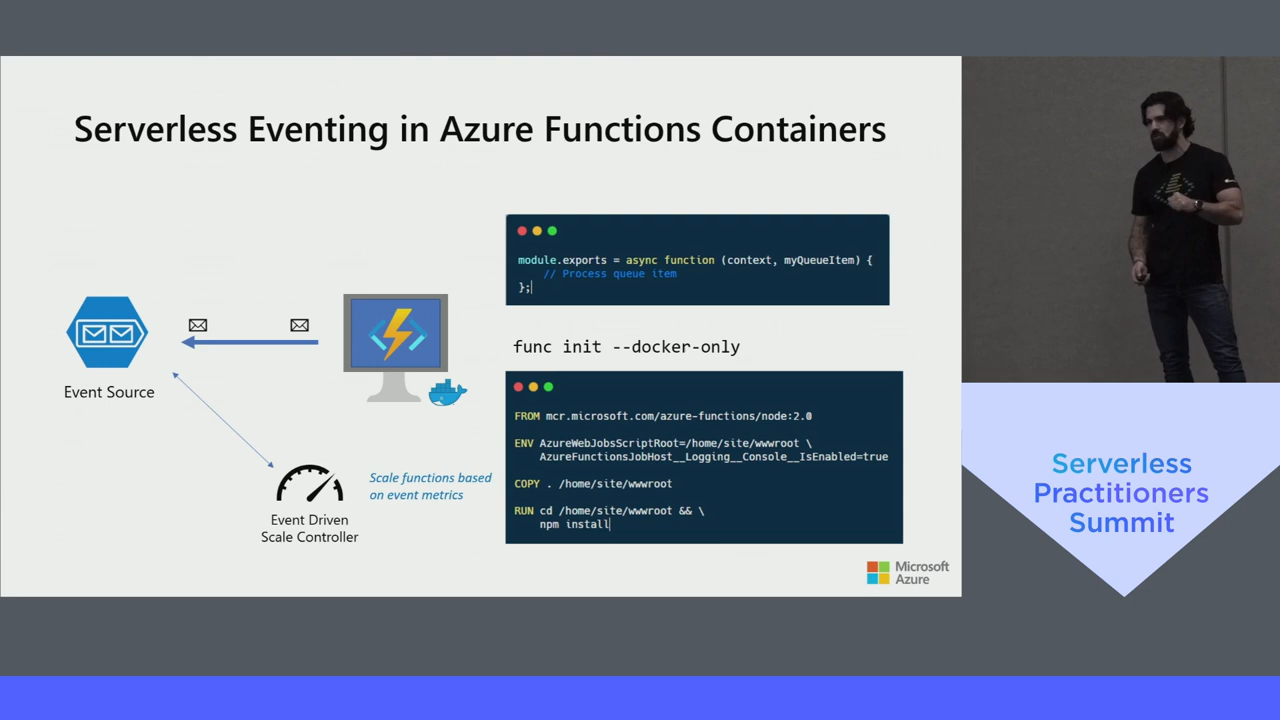 Serverless Eventing in Azure Functions Containers
module.exports = async function (context, myQueueItem) {
// Process queue item
};
func init --docker-only
Event Source
FROM mcr.microsoft.com/azure-functions/node:2.0
ENV AzureWebJobsScriptRoot=/home/site/wwwroot \
AzureFunctionsJobHost__Logging__Console__IsEnabled=true
COPY . /home/site/wwwroot
RUN cd /home/site/wwwroot && \
npm install
Scale functions based
on event metrics
Event Driven
Scale Controller
Microsoft
Azure
Serverless
Practitioners
Summit